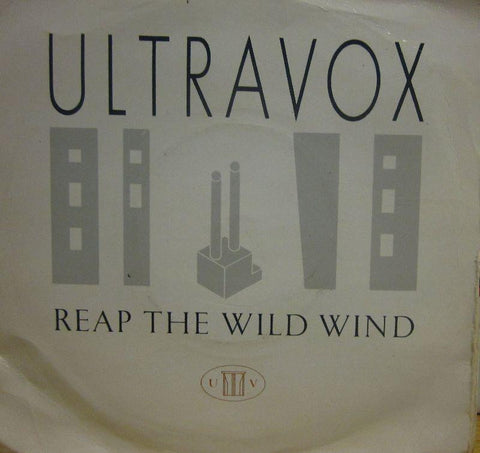 ULTRAVOX
REAP THE WILD WIND
U V